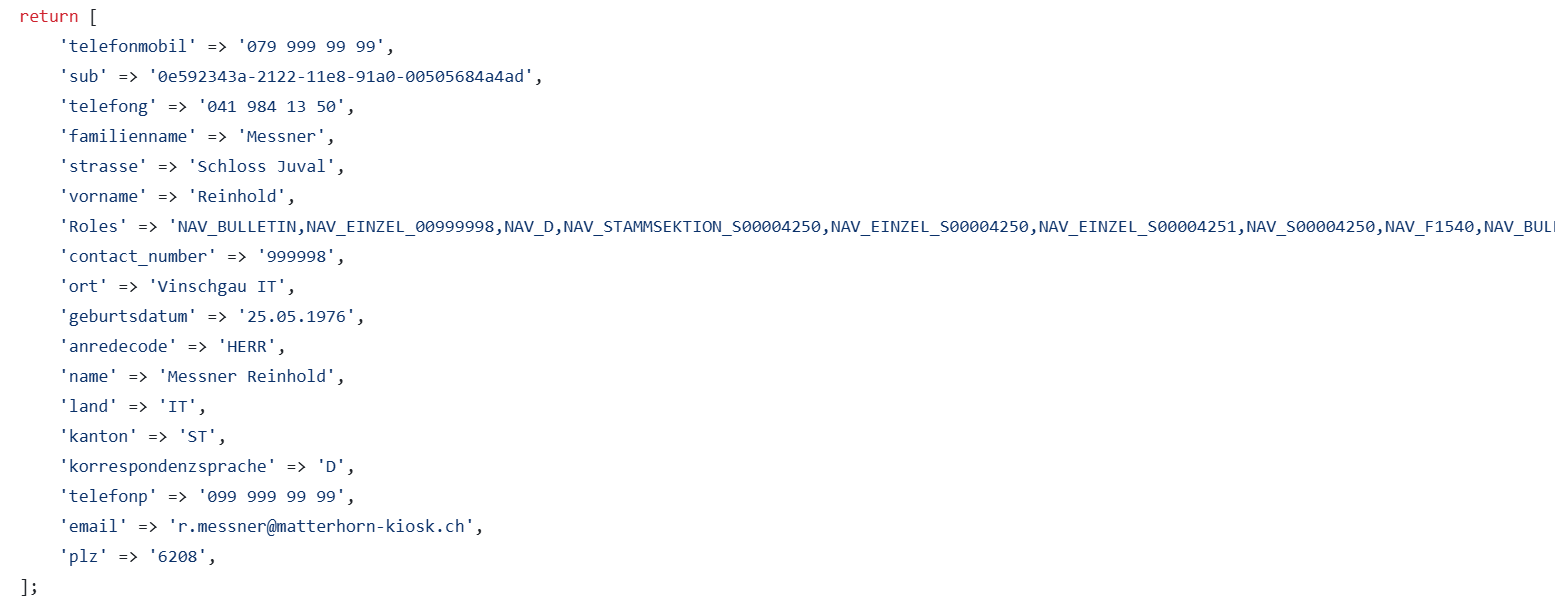 return [
    'telefonmobil' => '079 999 99 99',
    'sub' => '0e592343a-2122-11e8-91a0-00505684a4ad',
    'telefong' => '041 984 13 50',
    'familienname' => 'Messner',
    'strasse' => 'Schloss Juval',
    'vorname' => 'Reinhold',
    'Roles' => 'NAV_BULLETIN,NAV_EINZEL_00999998,NAV_D,NAV_STAMMSEKTION_S00004250,NAV_EINZEL_S00004250,NAV_EINZEL_S00004251,NAV_S00004250,NAV_F1540,NAV_BULL
    'contact_number' => '999998',
    'ort' => 'Vinschgau IT',
    'geburtsdatum' => '25.05.1976',
    'anredecode' => 'HERR',
    'name' => 'Messner Reinhold',
    'land' => 'IT',
    'kanton' => 'ST',
    'korrespondenzsprache' => 'D',
    'telefonp' => '099 999 99 99',
    'email' => 'r.messner@matterhorn-kiosk.ch',
    'plz' => '6208',
];